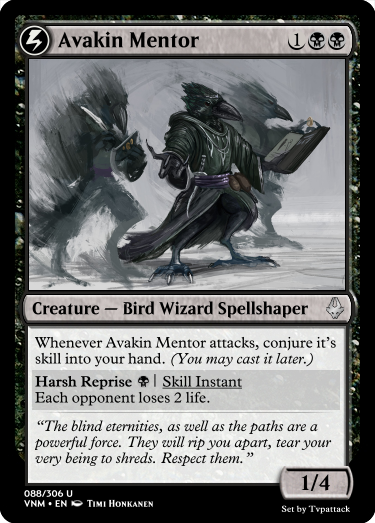 Avakin Mentor 1
Creature — Bird Wizard Spellshaper
Whenever Avakin Mentor attacks, conjure it's
skill into your hand. (You may cast it later.)
Harsh Reprise | Skill Instant
Each opponent loses 2 life.
"The blind eternities, as well as the paths are a
powerful force. They will rip you apart, tear your
very being to shreds. Respect them."
1/4
088/306 U
VNM • EN Timi Honkanen
Set by Tvpattack